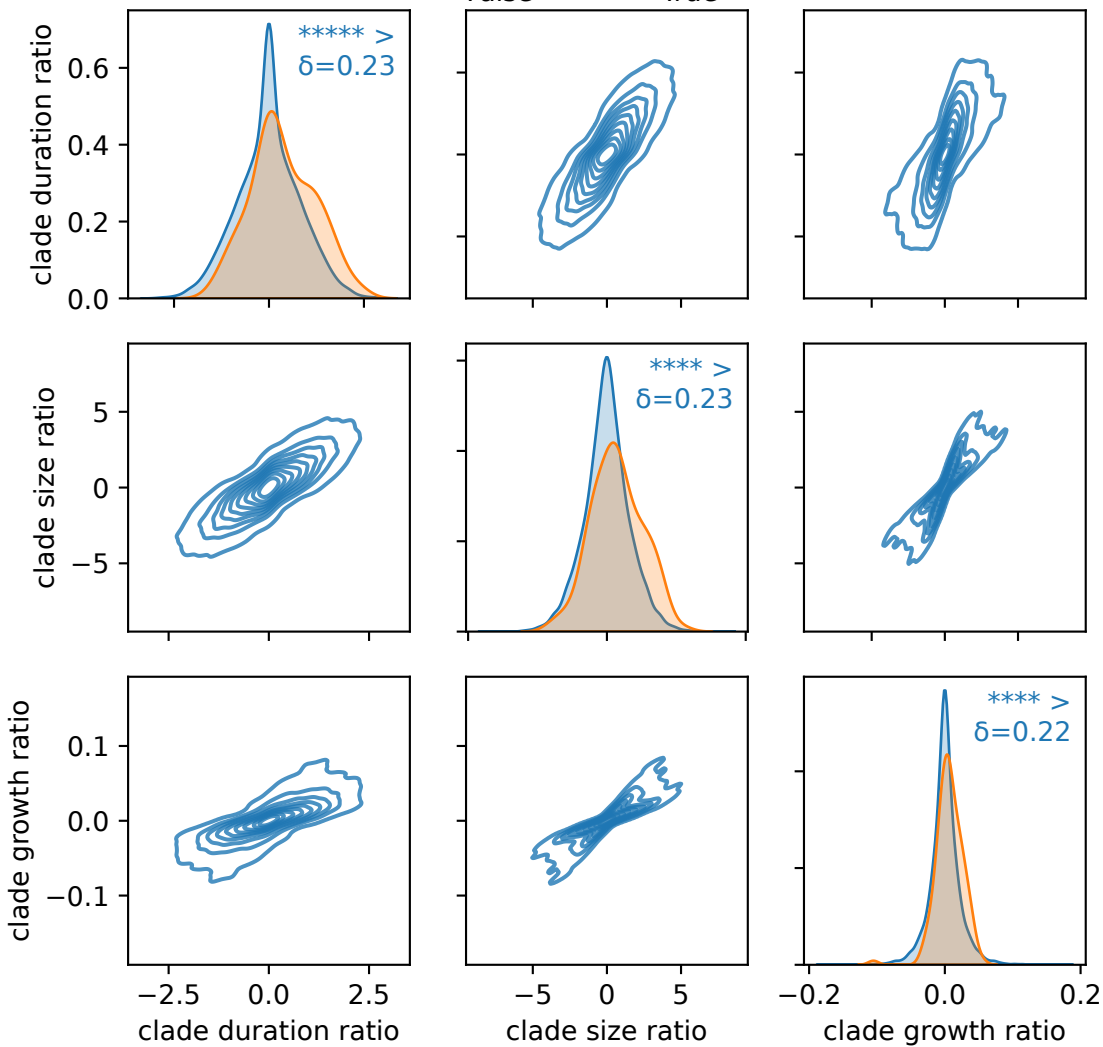 ***** >
δ=0.23
clade duration ratio
0.6
0.4
0.2
0.0
**** >
δ=0.23
clade size ratio
5
0
−5
**** >
δ=0.22
clade growth ratio
0.1
0.0
−0.1
−2.5 0.0 2.5
−5 0 5
−0.2 0.0 0.2
clade duration ratio
clade size ratio
clade growth ratio